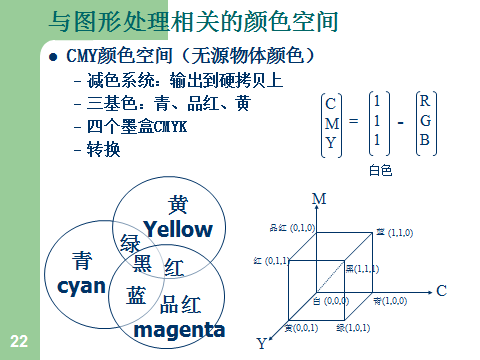 与图形处理相关的颜色空间
CMY颜色空间（无源物体颜色）
– 减色系统：输出到硬拷贝上
– 三基色：青、品红、黄
– 四个墨盒CMYK
– 转换
C 1 R
M = 1 - G
Y 1 B
白色
黄
Yellow
绿
青
黑
红
cyan
蓝
品红
magenta
M
品红 (0,1,0)
蓝 (1,1,0)
红 (0,1,1)
黑(1,1,1)
C
白 (0,0,0)
青(1,0,0)
黄(0,0,1)
绿(1,0,1)
Y
22